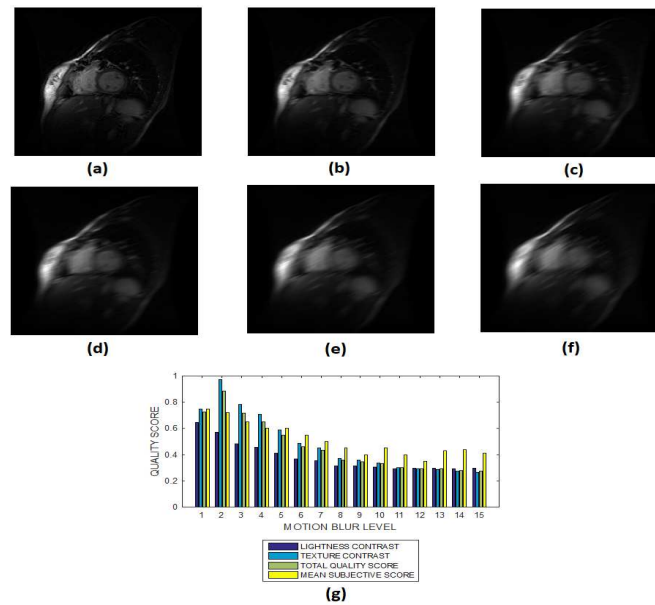 (a)
(b)
(c)
(d)
(e)
(f)
1
0.8
0.6
0.4
0.2
0
QUALITY SCORE
1 2 3 4 5 6 7 8 9 10 11 12 13 14 15
MOTION BLUR LEVEL
LIGHTNESS CONTRAST
TEXTURE CONTRAST
TOTAL QUALITY SCORE
MEAN SUBJECTIVE SCORE
(g)